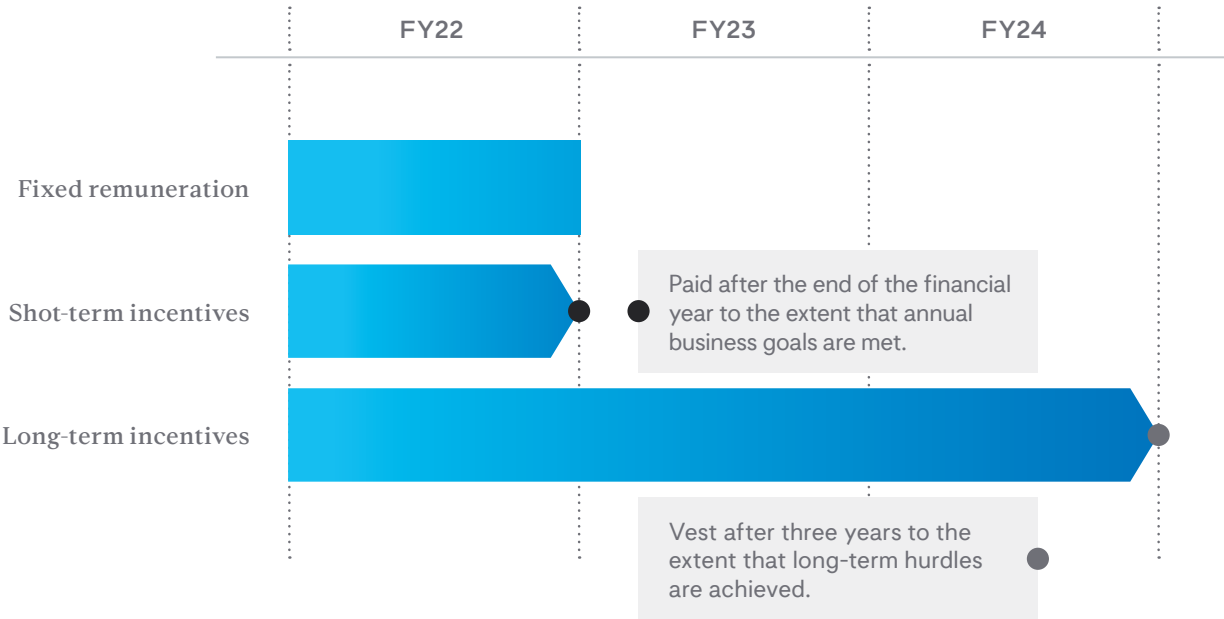 FY22 FY23 FY24
Fixed remuneration
Shot-term incentives
Paid after the end of the financial
year to the extent that annual
business goals are met.
Long-term incentives
Vest after three years to the
extent that long-term hurdles
are achieved.